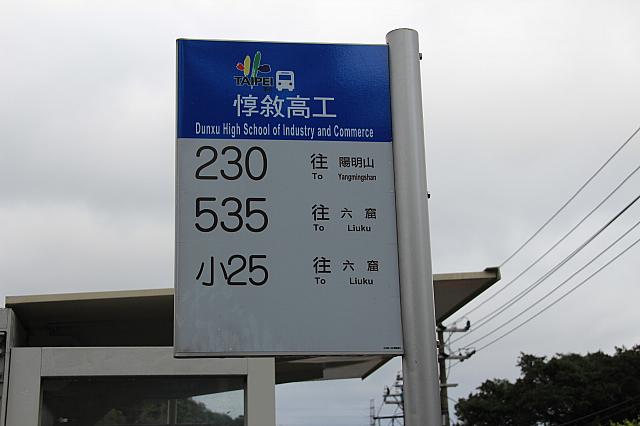 TAIPEI
惇敘高工
Dunxu High School of Industry and Commerce
230 往 陽明山
To Yangmingshan
535 往 六窟
To Liuku
小25 往 六窟
To Liuku